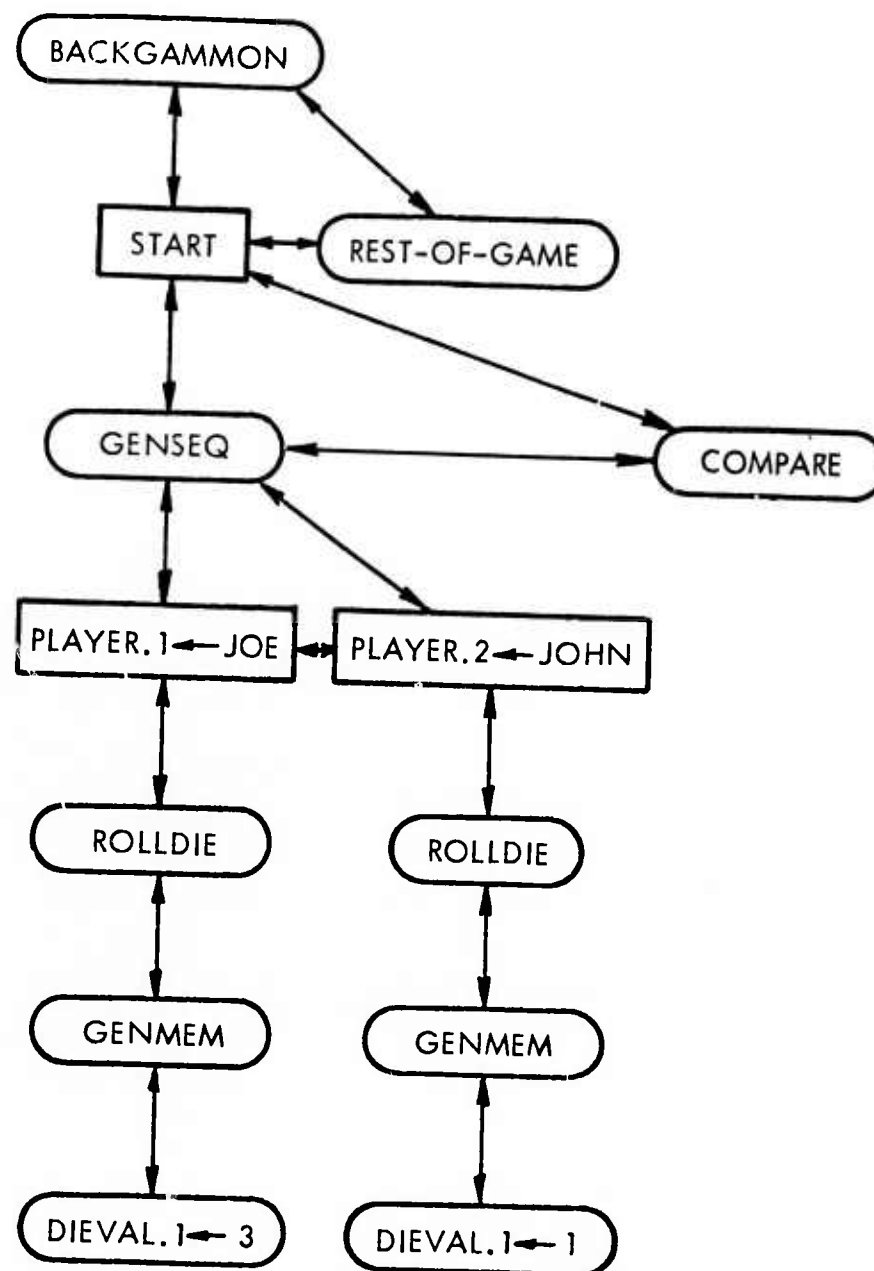 BACKGAMMON
START
REST-OF-GAME
GENSEQ
COMPARE
PLAYER.1←JOE
PLAYER.2←JOHN
ROLLDIE
ROLLDIE
GENMEM
GENMEM
DIEVAL.1←3
DIEVAL.1←1